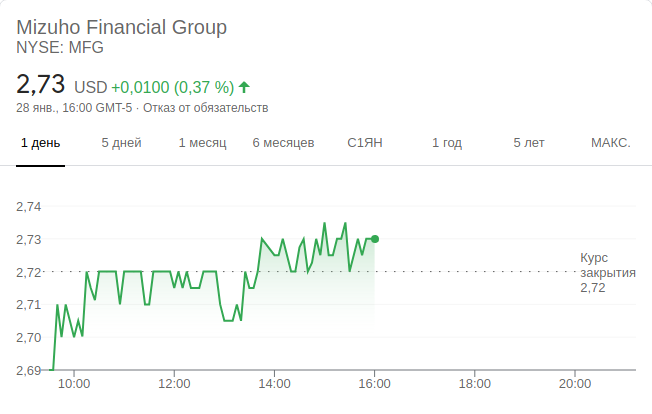 Mizuho Financial Group
NYSE: MFG
2,73 USD +0,0100 (0,37 %)
28 янв., 16:00 GMT-5 · Отказ от обязательств
1 день 5 дней 1 месяц 6 месяцев С1ЯН 1 год 5 лет МАКС.
2,74
2,73
Курс
закрытия
2,72
2,72
2,71
2,70
2,69
10:00 12:00 14:00 16:00 18:00 20:00